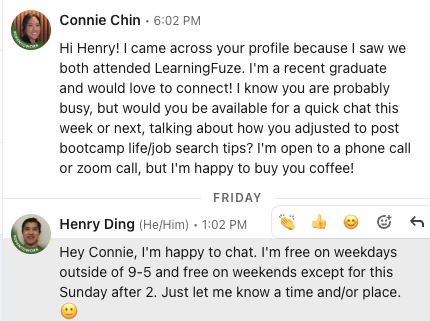 Connie Chin • 6:02 PM
Hi Henry! I came across your profile because I saw we
both attended LearningFuze. I'm a recent graduate
and would love to connect! I know you are probably
busy, but would you be available for a quick chat this
week or next, talking about how you adjusted to post
bootcamp life/job search tips? I'm open to a phone call
or zoom call, but I'm happy to buy you coffee!
FRIDAY
Henry Ding (He/Him) • 1:02 PM
Hey Connie, I'm happy to chat. I'm free on weekdays
outside of 9-5 and free on weekends except for this
Sunday after 2. Just let me know a time and/or place.
🙂